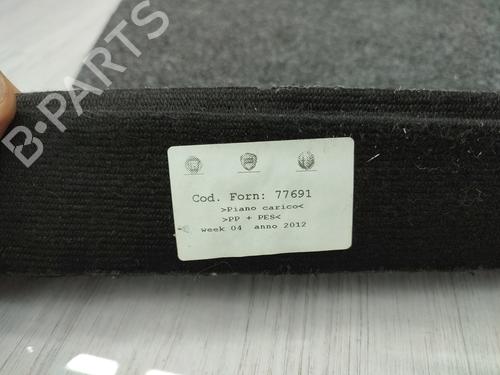 B-PARTS
Cod. Forn: 77691
>Piano carico<
>PP + PES<
week 04 anno 2012